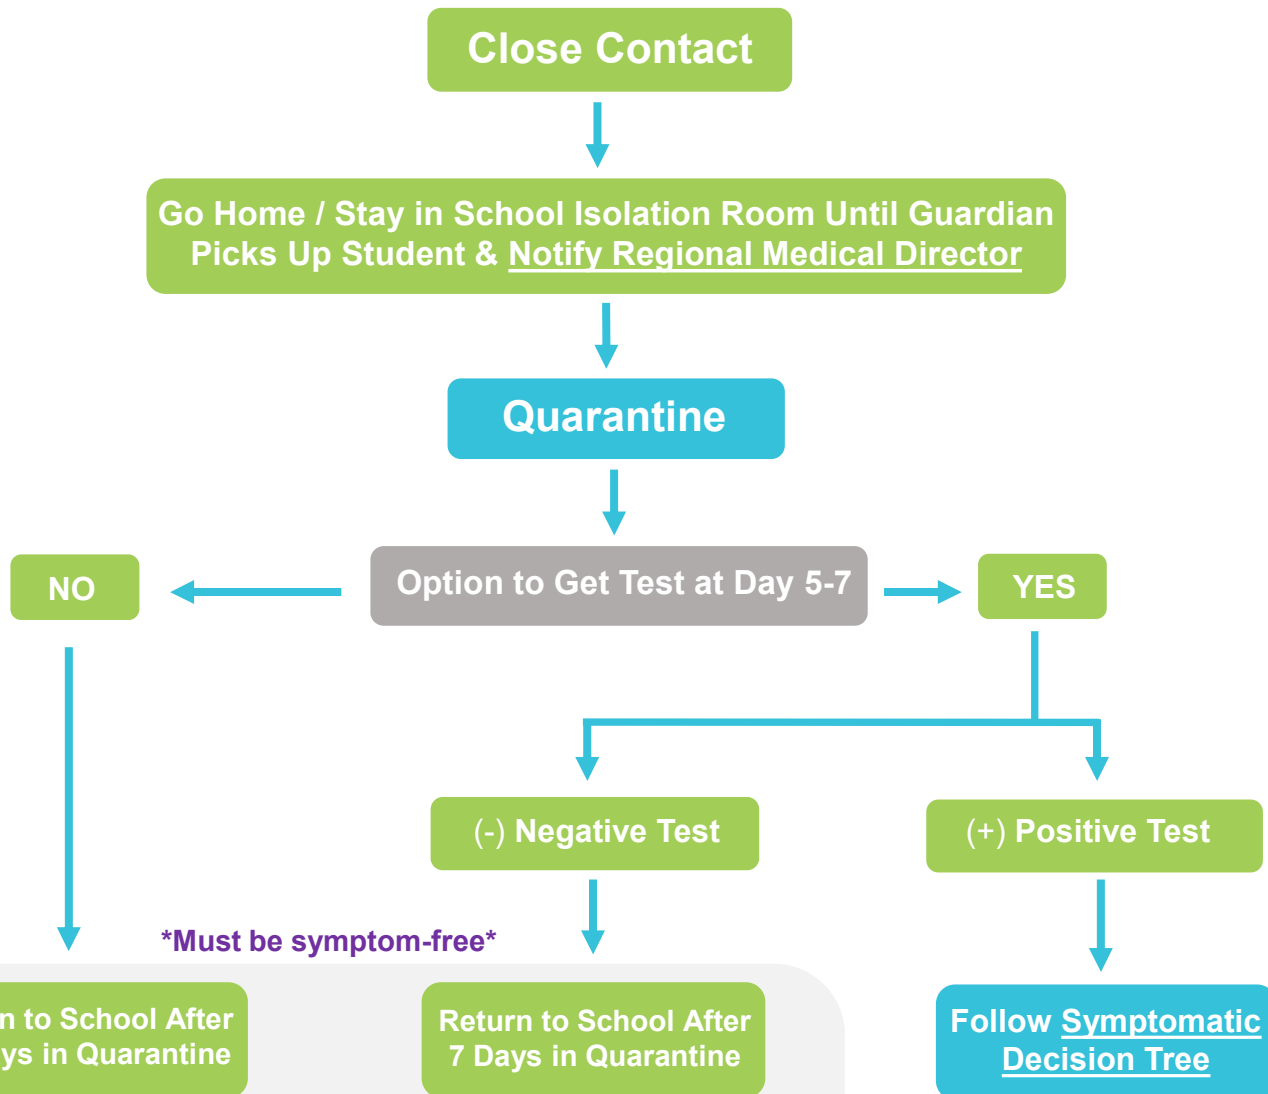 Close Contact
Go Home / Stay in School Isolation Room Until Guardian
Picks Up Student & Notify Regional Medical Director
Quarantine
NO
Option to Get Test at Day 5-7
YES
(-) Negative Test
(+) Positive Test
*Must be symptom-free*
to School After
in Quarantine
Return to School After
7 Days in Quarantine
Follow Symptomatic
Decision Tree